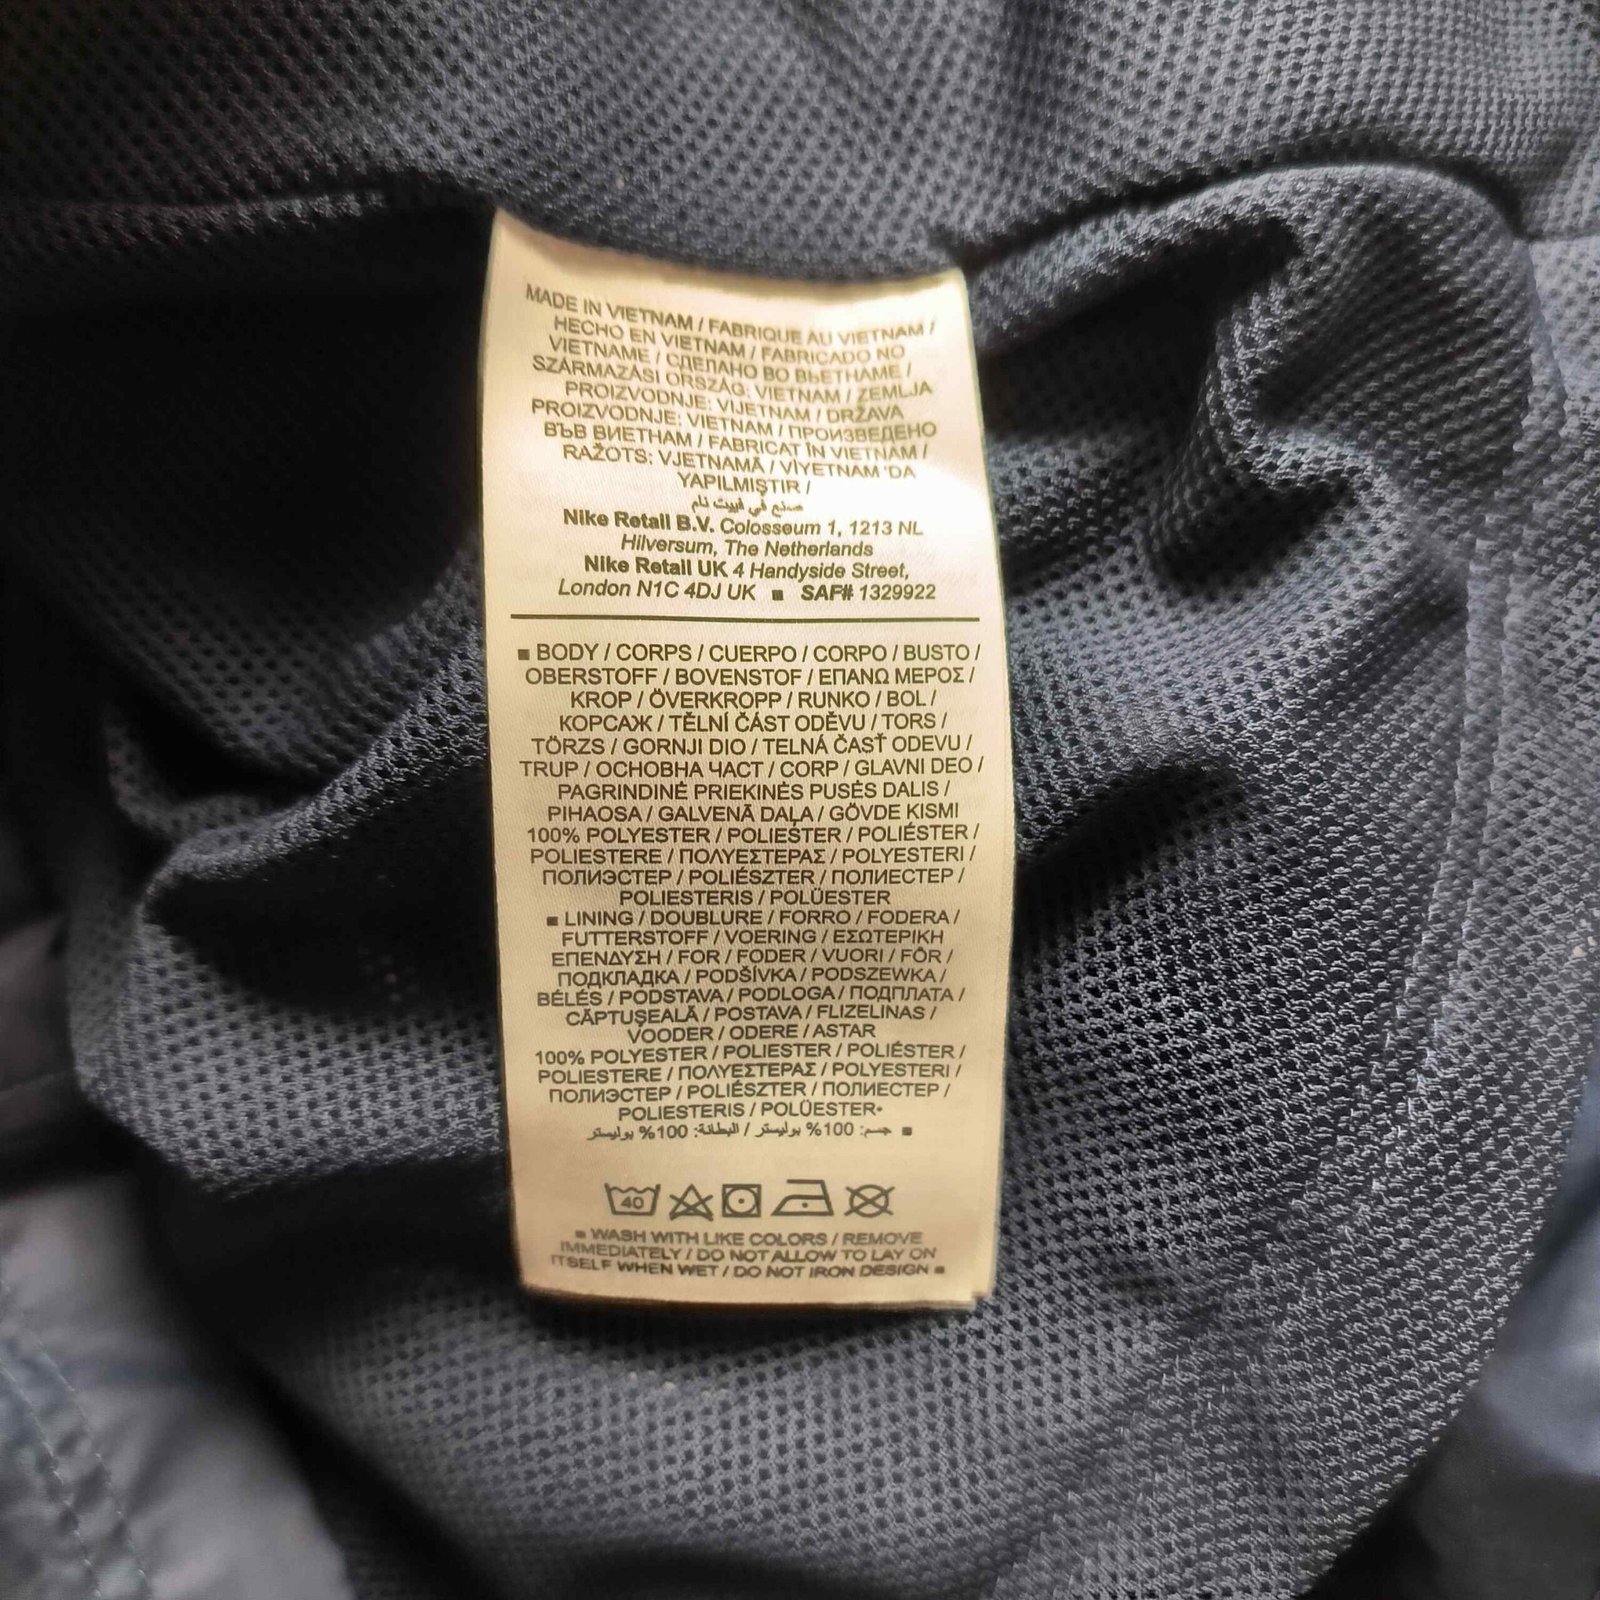 MADE IN VIETNAM / FABRIQUE AU VIETNAM /
HECHO EN VIETNAM / FABRICADO NO
VIETNAME / СДЕЛАНО ВО ВЬЕТНАМЕ /
SZÁRMAZÁSI ORSZÁG: VIETNAM / ZEMLJA
PROIZVODNJE: VIJETNAM / DRŽAVA
PROIZVODNJE: VIETNAM / ПРОИЗВЕДЕНО
ВЪВ ВИЕТНАМ / FABRICAT ÎN VIETNAM /
RAŽOTS: VJETNAMĀ / VİYETNAM 'DA
YAPILMIŞTIR /
صنع في فييت نام
Nike Retail B.V. Colosseum 1, 1213 NL
Hilversum, The Netherlands
Nike Retail UK 4 Handyside Street,
London N1C 4DJ UK ■ SAF# 1329922
■ BODY / CORPS / CUERPO / CORPO / BUSTO /
OBERSTOFF / BOVENSTOF / ΕΠΑΝΩ ΜΕΡΟΣ /
KROP / ÖVERKROPP / RUNKO / BOL /
КОРСАЖ / TĚLNÍ ČÁST ODĚVU / TORS /
TÖRZS / GORNJI DIO / TELNÁ ČASŤ ODEVU /
TRUP / ОСНОВНА ЧАСТ / CORP / GLAVNI DEO /
PAGRINDINĖ PRIEKINĖS PUSĖS DALIS /
PIHAOSA / GALVENĀ DAĻA / GÖVDE KISMI
100% POLYESTER / POLIESTER / POLIÉSTER /
POLIESTERE / ΠΟΛΥΕΣΤΕΡΑΣ / POLYESTERI /
ПОЛИЭСТЕР / POLIÉSZTER / ПОЛИЕСТЕР /
POLIESTERIS / POLÜESTER
■ LINING / DOUBLURE / FORRO / FODERA /
FUTTERSTOFF / VOERING / ΕΣΩΤΕΡΙΚΗ
ΕΠΕΝΔΥΣΗ / FOR / FODER / VUORI / FÓR /
ПОДКЛАДКА / PODŠÍVKA / PODSZEWKA /
BÉLÉS / PODSTAVA / PODLOGA / ПОДПЛАТА /
CĂPTUŞEALĂ / POSTAVA / FLIZELINAS /
VOODER / ODERE / ASTAR
100% POLYESTER / POLIESTER / POLIÉSTER /
POLIESTERE / ΠΟΛΥΕΣΤΕΡΑΣ / POLYESTERI /
ПОЛИЭСТЕР / POLIÉSZTER / ПОЛИЕСТЕР /
POLIESTERIS / POLÜESTER•
■ جسم: 100% بوليستر / البطانة: 100% بوليستر
40
■ WASH WITH LIKE COLORS / REMOVE
IMMEDIATELY / DO NOT ALLOW TO LAY ON
ITSELF WHEN WET / DO NOT IRON DESIGN ■